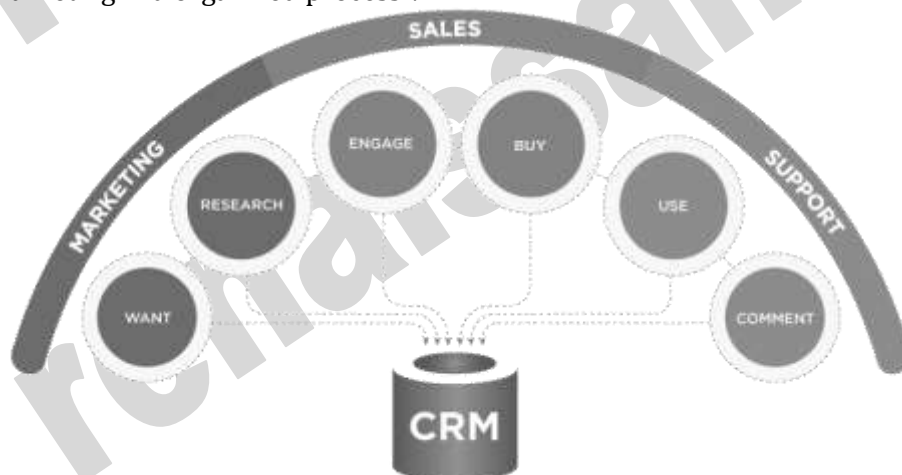 SALES
MARKETING
SUPPORT
ENGAGE
BUY
RESEARCH
USE
WANT
COMMENT
CRM